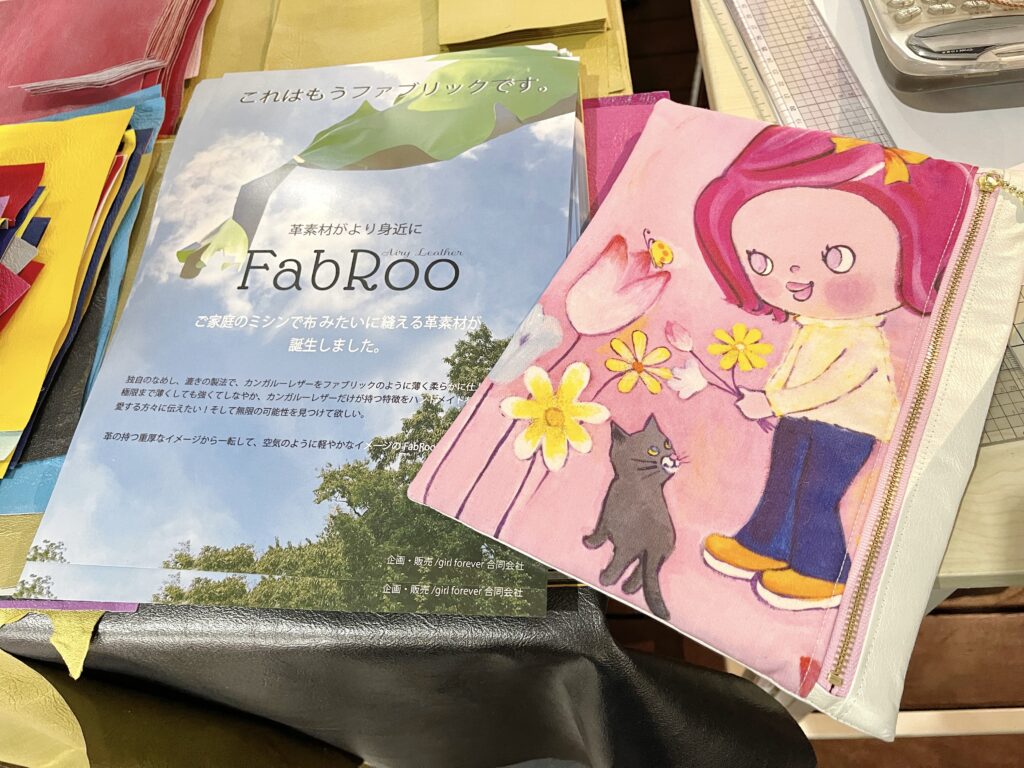 これはもうファブリックです。
革素材がより身近に
Airy Leather
FabRoo
ご家庭のミシンで布みたいに縫える革素材が
誕生しました。
独自のなめし、漉きの製法で、カンガルーレザーをファブリックのように薄く柔らかに仕
極限まで薄くしても強くてしなやか、カンガルーレザーだけが持つ特徴をハンドメイド
愛する方々に伝えたい!そして無限の可能性を見つけて欲しい。
革の持つ重厚なイメージから一転して、空気のように軽やかなイメージの FabRoo
企画・販売 /girl forever 合同会社
企画・販売 /girl forever 合同会社